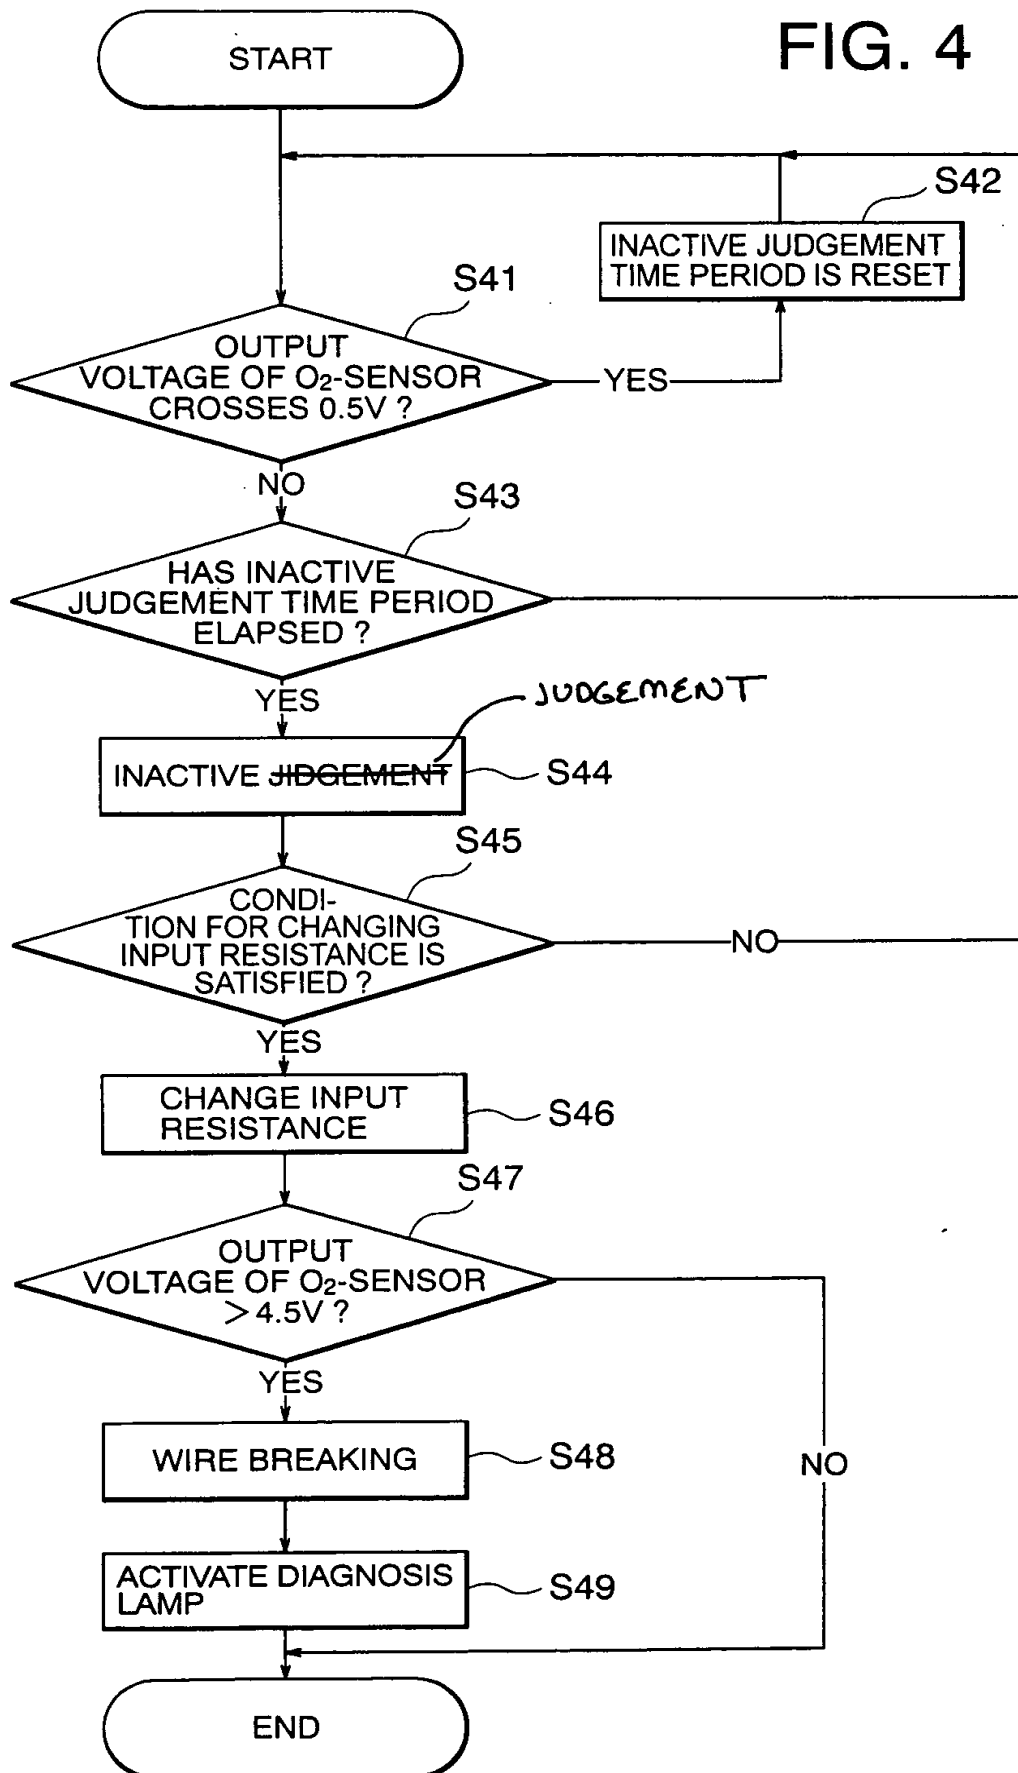 FIG. 4
START
S42
INACTIVE JUDGEMENT
TIME PERIOD IS RESET
S41
OUTPUT
VOLTAGE OF O2-SENSOR
CROSSES 0.5V ?
YES
NO
S43
HAS INACTIVE
JUDGEMENT TIME PERIOD
ELAPSED ?
YES
JUDGEMENT
INACTIVE JIDGEMENT
S44
S45
CONDI-
TION FOR CHANGING
INPUT RESISTANCE IS
SATISFIED ?
NO
YES
CHANGE INPUT
RESISTANCE
S46
S47
OUTPUT
VOLTAGE OF O2-SENSOR
> 4.5V ?
YES
WIRE BREAKING
S48
NO
ACTIVATE DIAGNOSIS
LAMP
S49
END